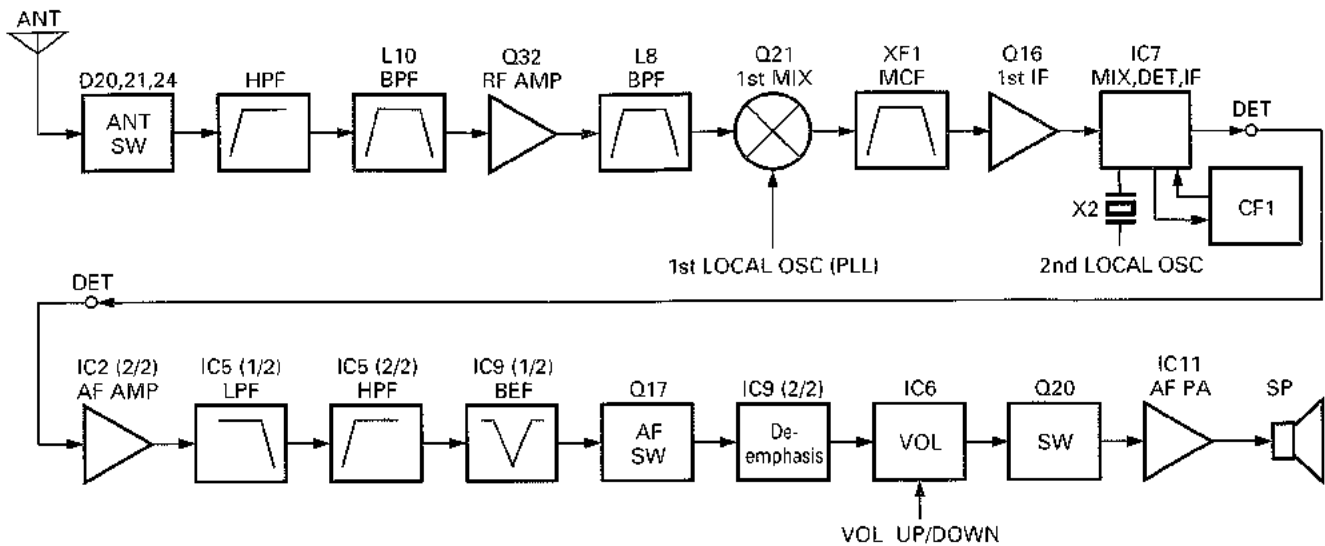 ANT
D20,21,24
ANT
SW
HPF
L10
BPF
Q32
RF AMP
L8
BPF
Q21
1st MIX
XF1
MCF
Q16
1st IF
IC7
MIX,DET,IF
DET
X2
CF1
1st LOCAL OSC (PLL)
2nd LOCAL OSC
DET
IC2 (2/2)
AF AMP
IC5 (1/2)
LPF
IC5 (2/2)
HPF
IC9 (1/2)
BEF
Q17
AF
SW
IC9 (2/2)
De-
emphasis
IC6
VOL
Q20
SW
IC11
AF PA
SP
VOL UP/DOWN